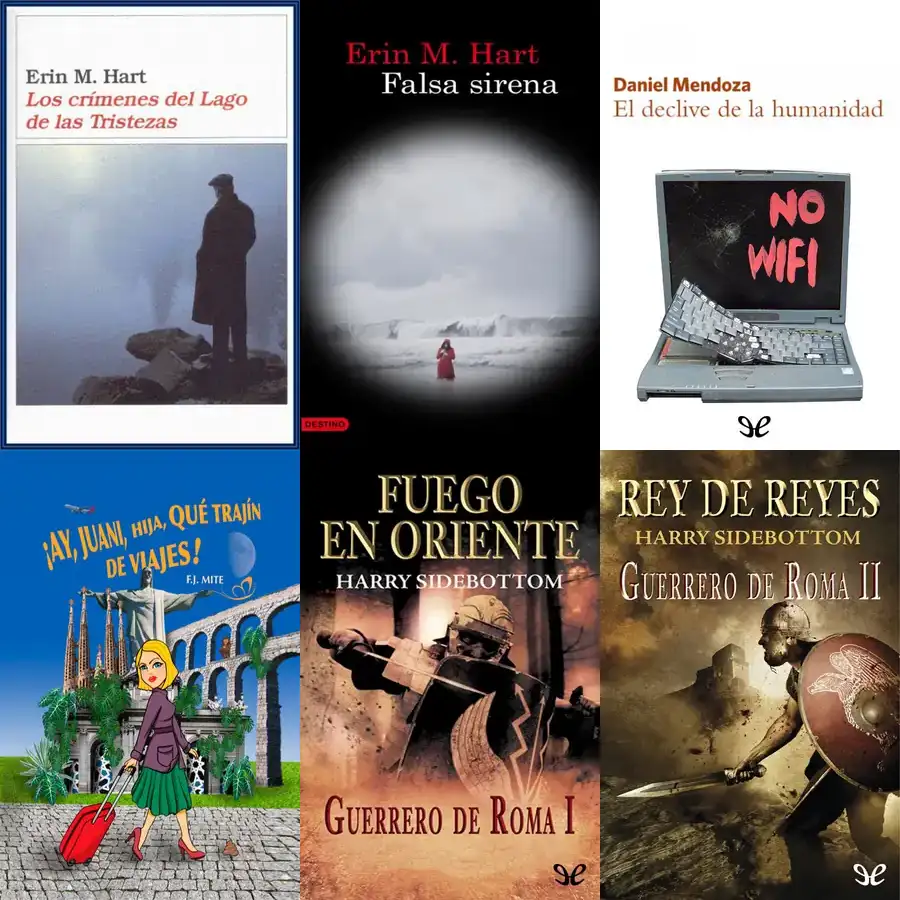 Erin M. Hart
Los crímenes del Lago
de las Tristezas
Erin M. Hart
Falsa sirena
DESTINO
Daniel Mendoza
El declive de la humanidad
NO
WIFI
¡AY, JUANI, HIJA, QUÉ TRAJÍN
DE VIAJES!
F.J. MITE
FUEGO
EN ORIENTE
HARRY SIDEBOTTOM
GUERRERO DE ROMA I
REY DE REYES
HARRY SIDEBOTTOM
GUERRERO DE ROMA II